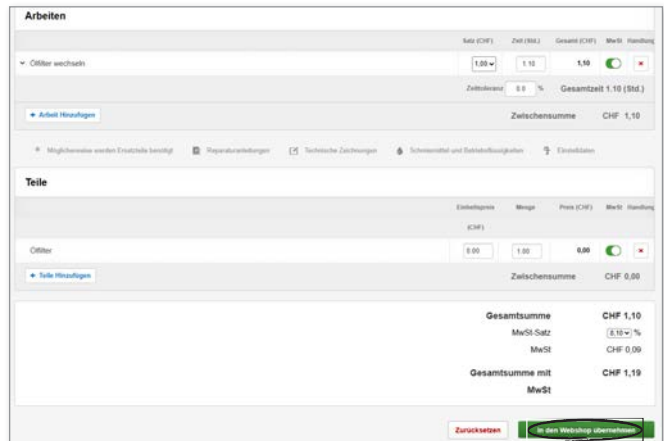 Arbeiten
Satz (CHF) Zeit (Std.) Gesamt (CHF) MwSt Handlung
Ölfilter wechseln 1,00 1.10 1,10
Zeittoleranz 0.0 % Gesamtzeit 1.10 (Std.)
+ Arbeit Hinzufügen Zwischensumme CHF 1,10
Möglicherweise werden Ersatzteile benötigt Reparaturanleitungen Technische Zeichnungen Schmiermittel und Betriebsflüssigkeiten Einstelldaten
Teile
Einheitspreis Menge Preis (CHF) MwSt Handlung
(CHF)
Ölfilter 0.00 1.00 0,00
+ Teile Hinzufügen Zwischensumme CHF 0,00
Gesamtsumme CHF 1,10
MwSt-Satz 8.10 %
MwSt CHF 0,09
Gesamtsumme mit CHF 1,19
MwSt
Zurücksetzen In den Webshop übernehmen